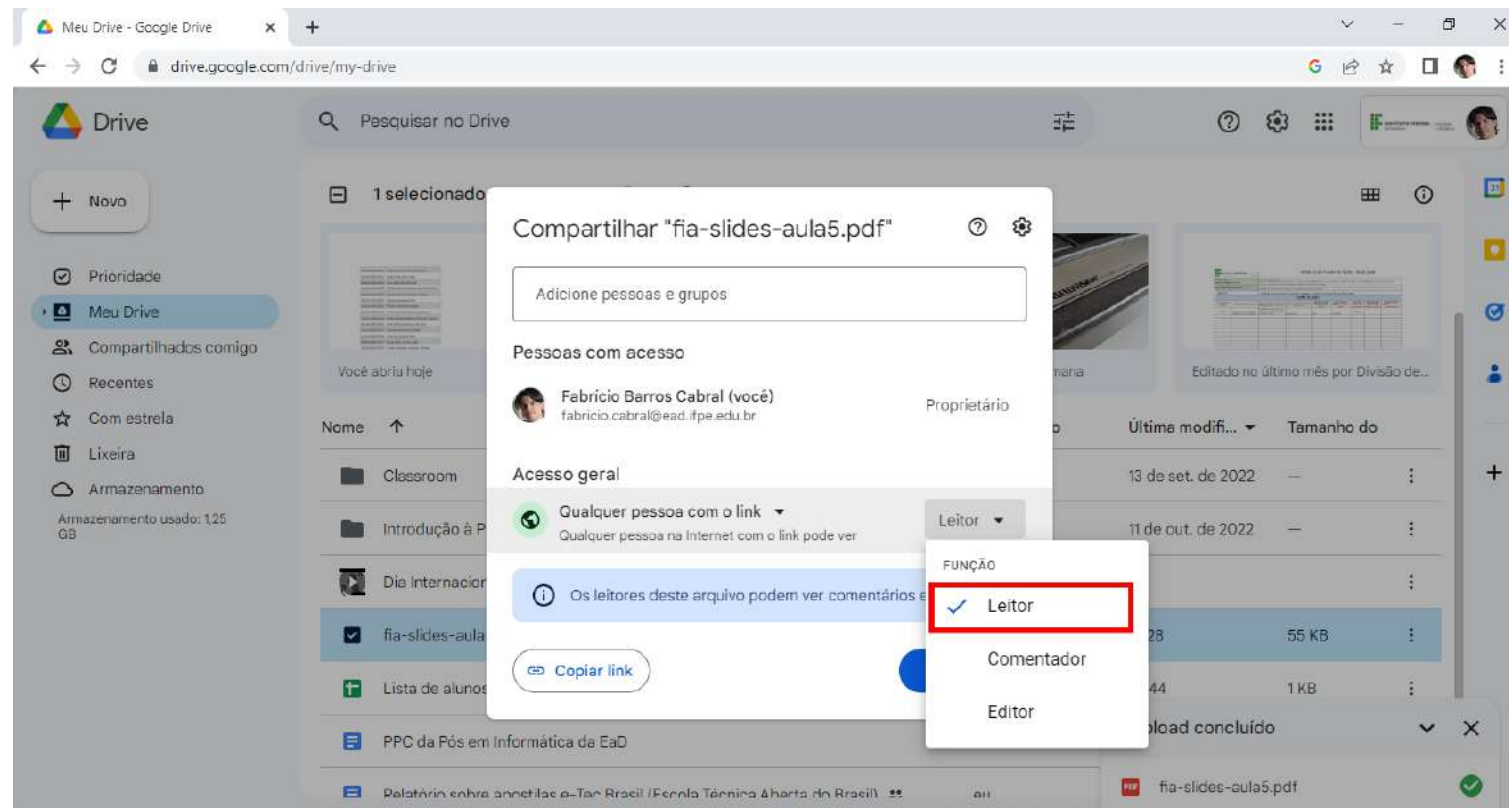 Meu Drive - Google Drive
drive.google.com/drive/my-drive
Drive
Pesquisar no Drive
Novo
1 selecionado
Prioridade
Meu Drive
Compartilhados comigo
Recentes
Com estrela
Lixeira
Armazenamento
Armazenamento usado: 1,25
GB
Compartilhar "fia-slides-aula5.pdf"
Adicione pessoas e grupos
Pessoas com acesso
Fabricio Barros Cabral (você)
fabricio.cabral@ead.ifpe.edu.br
Proprietário
Acesso geral
Qualquer pessoa com o link
Qualquer pessoa na Internet com o link pode ver
Leitor
FUNÇÃO
Leitor
Comentador
Editor
Os leitores deste arquivo podem ver comentários e
Copiar link
Você abriu hoje
Editado no último mês por Divisão de...
Nome
Última modifi...
Tamanho do
Classroom
13 de set. de 2022 —
Introdução à P
11 de out. de 2022 —
Dia Internacion
fia-slides-aula
28
55 KB
Lista de alunos
44
1 KB
PPC da Pós em Informática da EaD
Relatório sobre apostilas e-Tec Brasil (Escola Técnica Aberta do Brasil)
eu
pload concluído
PDF
fia-slides-aula5.pdf